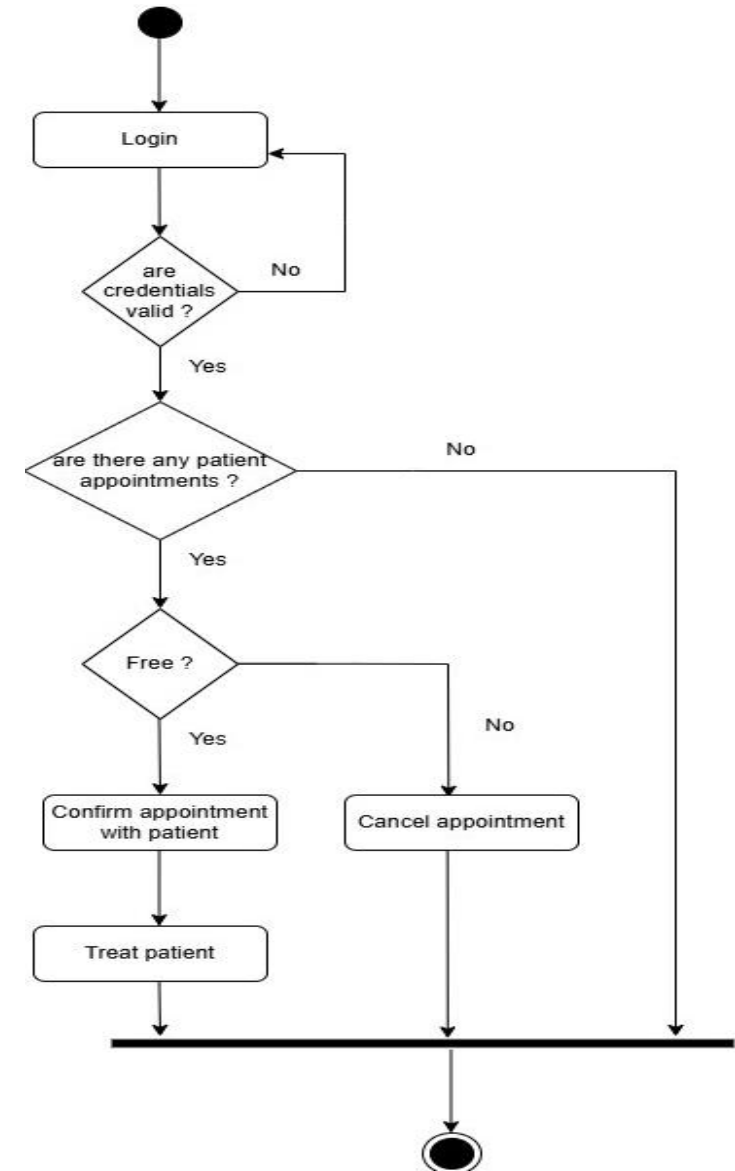 Login
are
credentials
valid ?
No
Yes
are there any patient
appointments ?
No
Yes
Free ?
No
Yes
Confirm appointment
with patient
Cancel appointment
Treat patient